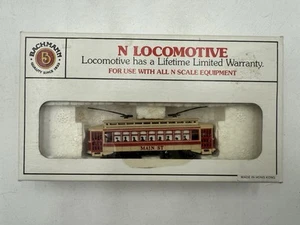 BACHMANN
N LOCOMOTIVE
Locomotive has a Lifetime Limited Warranty.
FOR USE WITH ALL N SCALE EQUIPMENT
MAIN ST